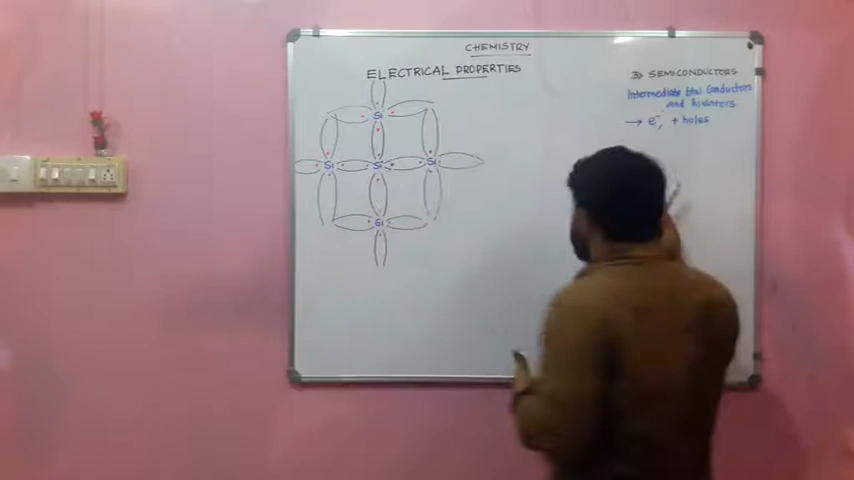 CHEMISTRY
ELECTRICAL PROPERTIES
3) SEMICONDUCTORS
Intermediate btw Conductors
and Insulators
→ e⁻, + holes
Si
Si Si Si
Si